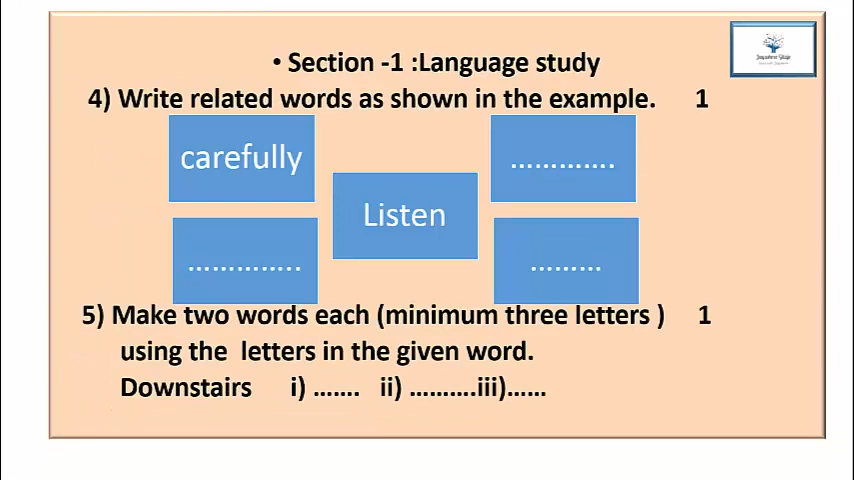 • Section -1 :Language study
4) Write related words as shown in the example. 1
carefully
.............
Listen
..............
.........
5) Make two words each (minimum three letters ) 1
using the letters in the given word.
Downstairs i) ....... ii) ..........iii)......